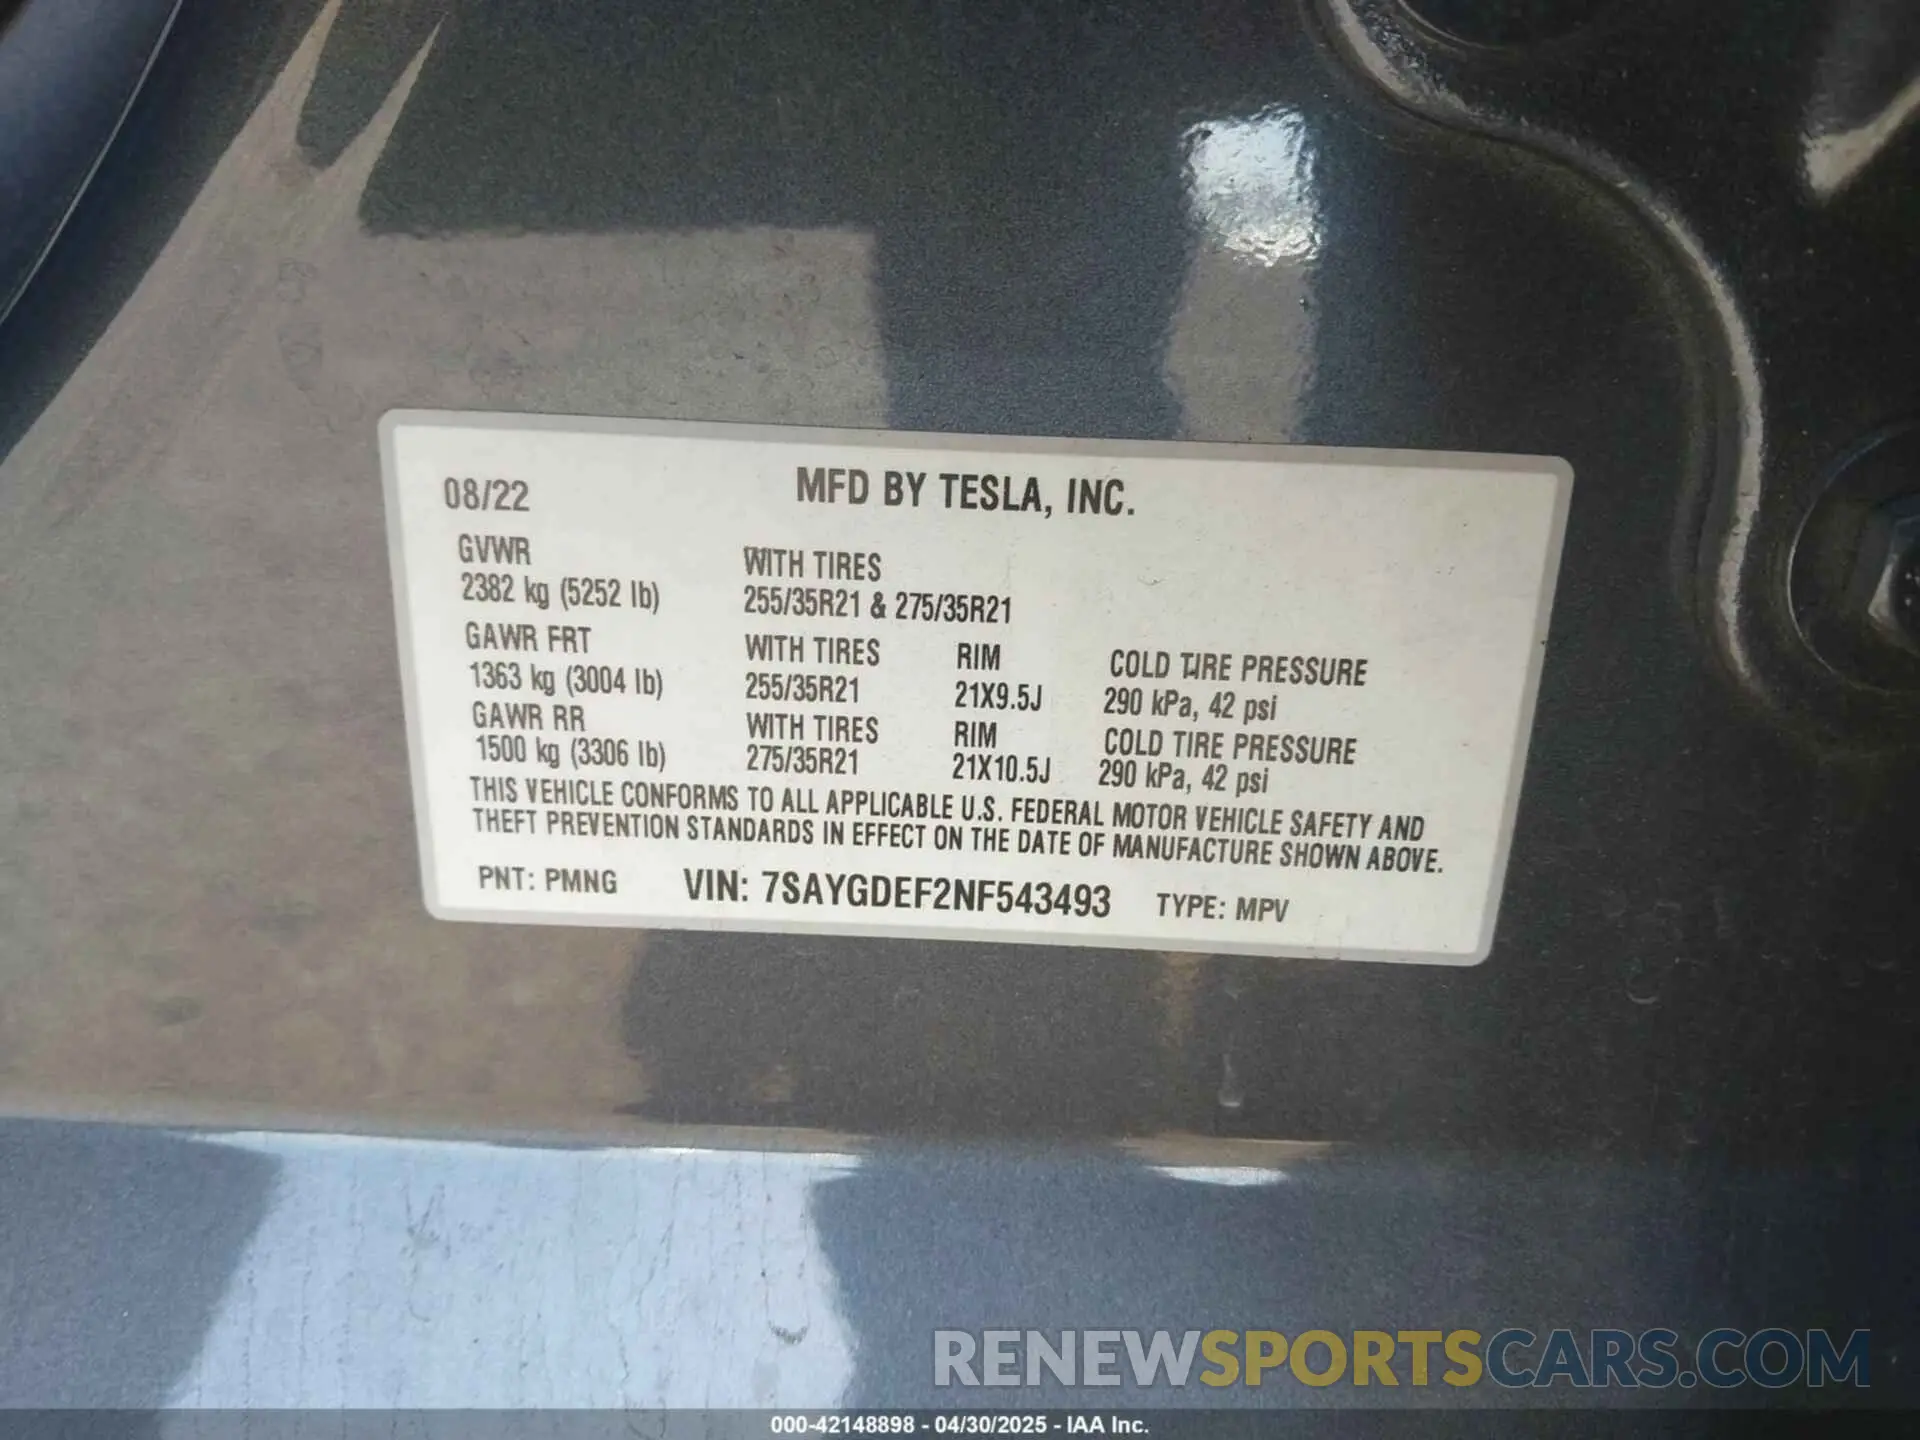 08/22 MFD BY TESLA, INC.
GVWR WITH TIRES
2382 kg (5252 lb) 255/35R21 & 275/35R21
GAWR FRT WITH TIRES RIM COLD TIRE PRESSURE
1363 kg (3004 lb) 255/35R21 21X9.5J 290 kPa, 42 psi
GAWR RR WITH TIRES RIM COLD TIRE PRESSURE
1500 kg (3306 lb) 275/35R21 21X10.5J 290 kPa, 42 psi
THIS VEHICLE CONFORMS TO ALL APPLICABLE U.S. FEDERAL MOTOR VEHICLE SAFETY AND
THEFT PREVENTION STANDARDS IN EFFECT ON THE DATE OF MANUFACTURE SHOWN ABOVE.
PNT: PMNG VIN: 7SAYGDEF2NF543493 TYPE: MPV
RENEWSPORTSCARS.COM
000-42148898 - 04/30/2025 - IAA Inc.